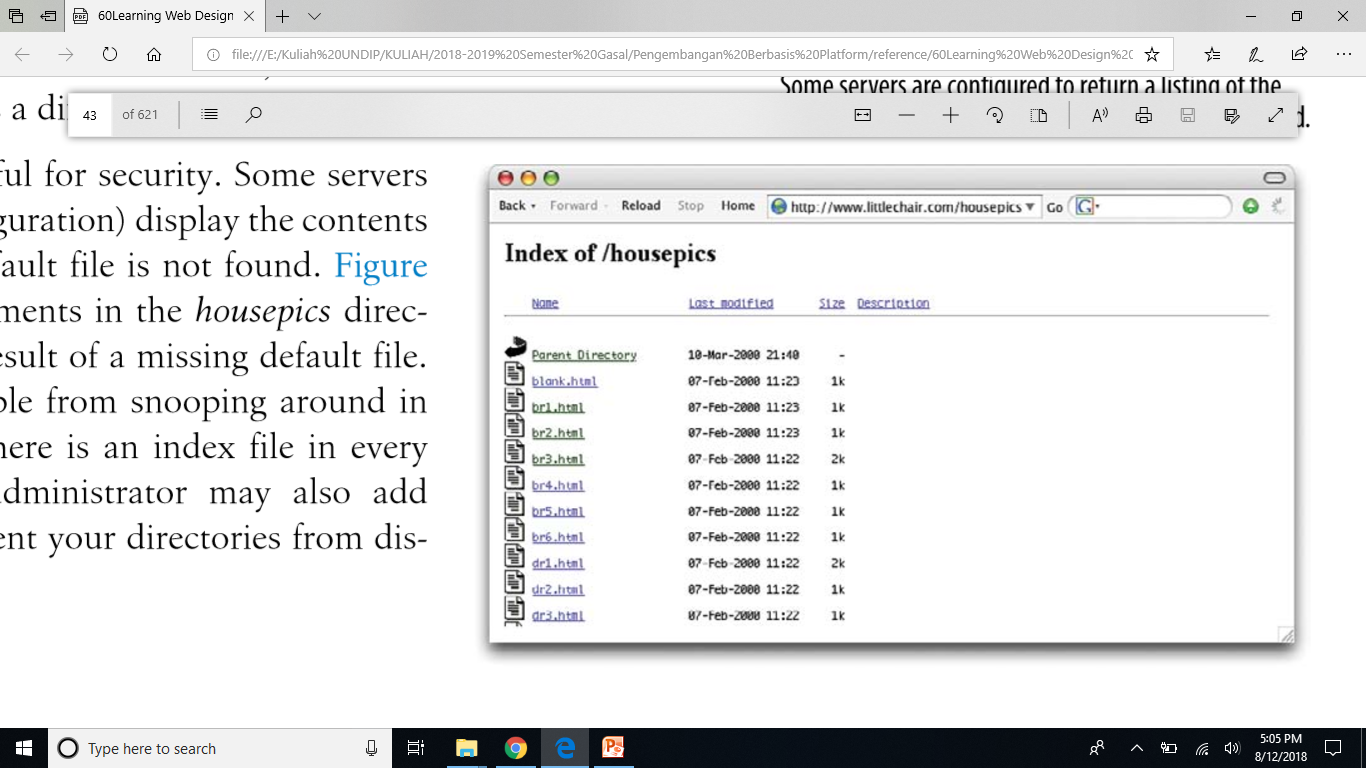 60Learning Web Design
file:///E:/Kuliah%20UNDIP/KULIAH/2018-2019%20Semester%20Gasal/Pengembangan%20Berbasis%20Platform/reference/60Learning%20Web%20Design%20(
Some servers are configured to return a listing of the
43 of 621
a di
d.
ful for security. Some servers
guration) display the contents
fault file is not found. Figure
ments in the housepics direc-
esult of a missing default file.
ble from snooping around in
here is an index file in every
administrator may also add
ent your directories from dis-
Back Forward Reload Stop Home http://www.littlechair.com/housepics Go G
Index of /housepics
Name Last modified Size Description
Parent Directory 10-Mar-2000 21:40 -
blank.html 07-Feb-2000 11:23 1k
br1.html 07-Feb-2000 11:23 1k
br2.html 07-Feb-2000 11:23 1k
br3.html 07-Feb-2000 11:22 2k
br4.html 07-Feb-2000 11:22 1k
br5.html 07-Feb-2000 11:22 1k
br6.html 07-Feb-2000 11:22 1k
dr1.html 07-Feb-2000 11:22 2k
dr2.html 07-Feb-2000 11:22 1k
dr3.html 07-Feb-2000 11:22 1k
Type here to search
5:05 PM
8/12/2018